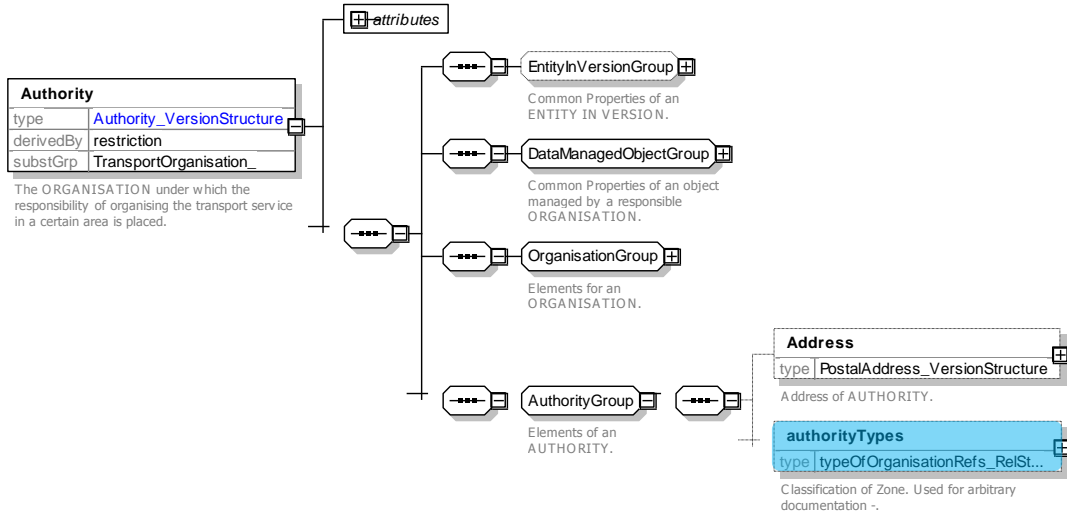 attributes
EntityInVersionGroup
Common Properties of an
ENTITY IN VERSION.
Authority
type Authority_VersionStructure
derivedBy restriction
substGrp TransportOrganisation_
The ORGANISATION under which the
responsibility of organising the transport service
in a certain area is placed.
DataManagedObjectGroup
Common Properties of an object
managed by a responsible
ORGANISATION.
OrganisationGroup
Elements for an
ORGANISATION.
AuthorityGroup
Elements of an
AUTHORITY.
Address
type PostalAddress_VersionStructure
Address of AUTHORITY.
authorityTypes
type typeOfOrganisationRefs_RelSt...
Classification of Zone. Used for arbitrary
documentation -.